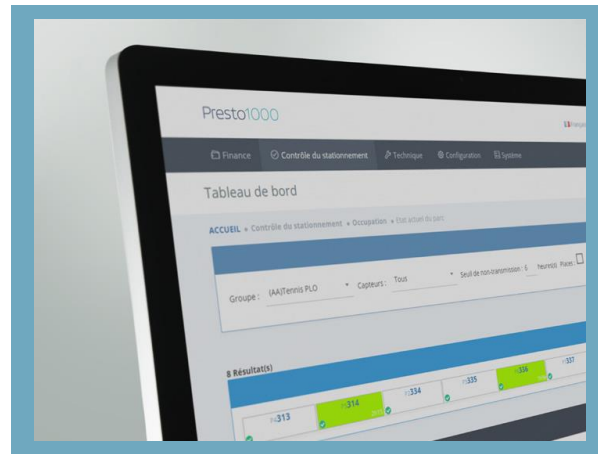 Presto1000
Français
Finance Contrôle du stationnement Technique Configuration Système
Tableau de bord
ACCUEIL » Contrôle du stationnement » Occupation » Etat actuel du parc
Groupe : (AA)Tennis PLO Capteurs : Tous Seuil de non-transmission : 6 heure(s) Places :
8 Résultat(s)
313 314 334 335 336 337